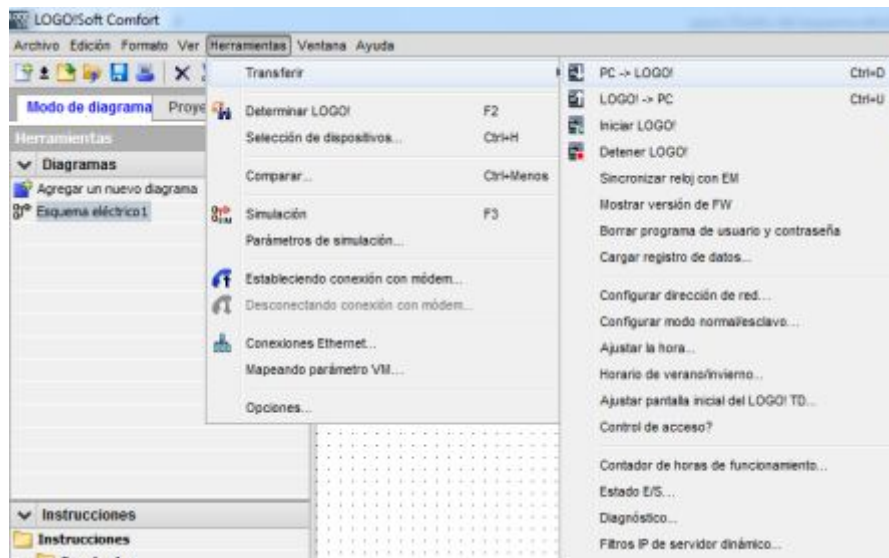 LOGO!Soft Comfort
Archivo Edición Formato Ver Herramientas Ventana Ayuda
Modo de diagrama Proye
Herramientas
Diagramas
Agregar un nuevo diagrama
Esquema eléctrico1
Instrucciones
Instrucciones
Transferir
Determinar LOGO! F2
Selección de dispositivos... Ctrl+H
Comparar... Ctrl+Menos
Simulación F3
Parámetros de simulación...
Estableciendo conexión con módem...
Desconectando conexión con módem...
Conexiones Ethernet...
Mapeando parámetro VM...
Opciones...
PC -> LOGO! Ctrl+D
LOGO! -> PC Ctrl+U
Iniciar LOGO!
Detener LOGO!
Sincronizar reloj con EM
Mostrar versión de FW
Borrar programa de usuario y contraseña
Cargar registro de datos...
Configurar dirección de red...
Configurar modo normal/esclavo...
Ajustar la hora...
Horario de verano/invierno...
Ajustar pantalla inicial del LOGO! TD...
Control de acceso?
Contador de horas de funcionamiento...
Estado E/S...
Diagnóstico...
Filtros IP de servidor dinámico...